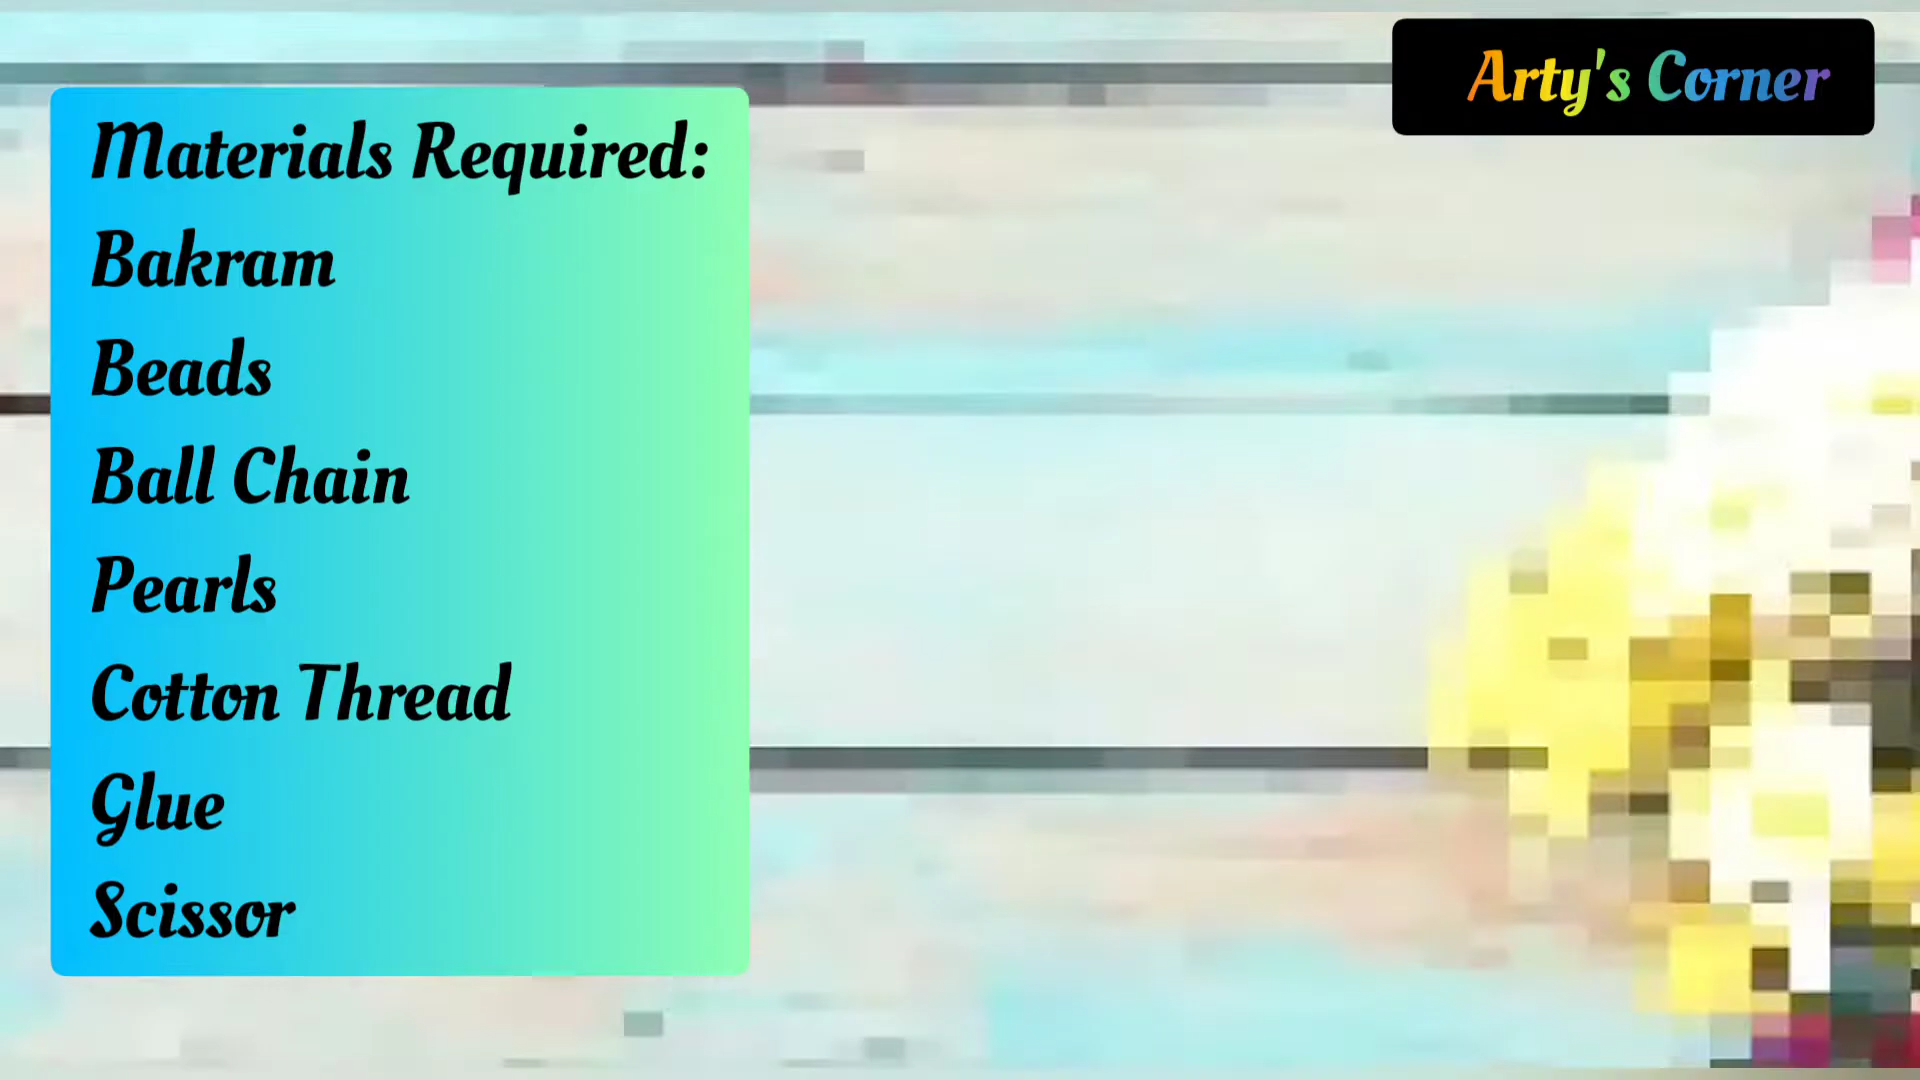 Arty's Corner
Materials Required:
Bakram
Beads
Ball Chain
Pearls
Cotton Thread
Glue
Scissor